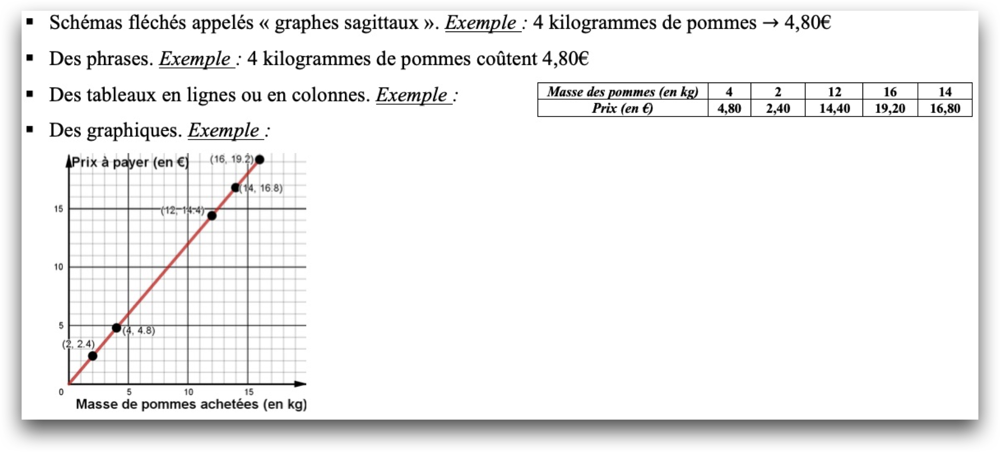 ▪ Schémas fléchés appelés « graphes sagittaux ». Exemple : 4 kilogrammes de pommes → 4,80€
▪ Des phrases. Exemple : 4 kilogrammes de pommes coûtent 4,80€
▪ Des tableaux en lignes ou en colonnes. Exemple :
Masse des pommes (en kg) 4 2 12 16 14
Prix (en €) 4,80 2,40 14,40 19,20 16,80
▪ Des graphiques. Exemple :
Prix à payer (en €)
(16, 19.2)
(14, 16.8)
15
(12, 14.4)
10
5
(4, 4.8)
(2, 2.4)
0 5 10 15
Masse de pommes achetées (en kg)